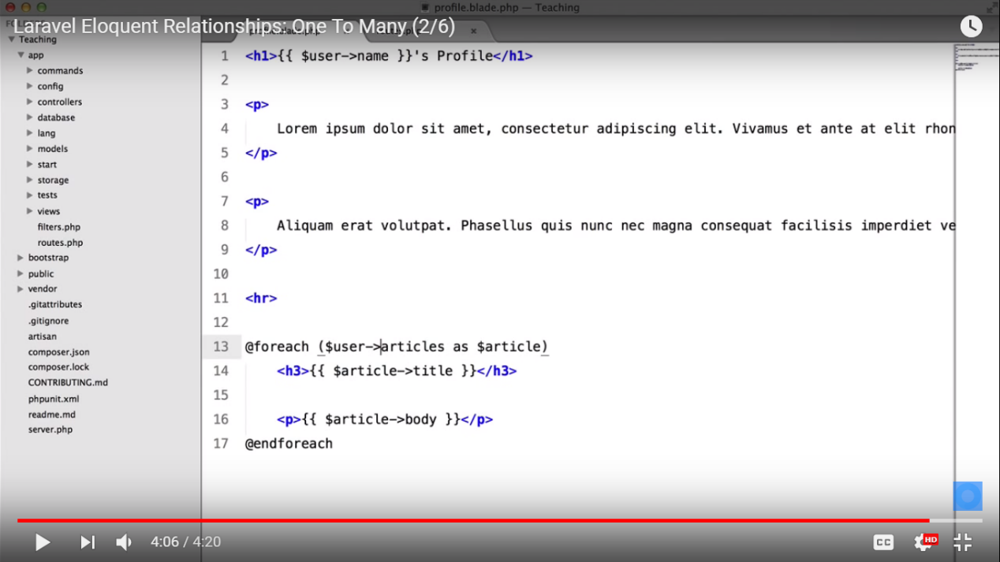 profile.blade.php — Teaching
Laravel Eloquent Relationships: One To Many (2/6)
Teaching
app
commands
config
controllers
database
lang
models
start
storage
tests
views
filters.php
routes.php
bootstrap
public
vendor
.gitattributes
.gitignore
artisan
composer.json
composer.lock
CONTRIBUTING.md
phpunit.xml
readme.md
server.php
1 <h1>{{ $user->name }}'s Profile</h1>
2
3 <p>
4 Lorem ipsum dolor sit amet, consectetur adipiscing elit. Vivamus et ante at elit rhon
5 </p>
6
7 <p>
8 Aliquam erat volutpat. Phasellus quis nunc nec magna consequat facilisis imperdiet ve
9 </p>
10
11 <hr>
12
13 @foreach ($user->articles as $article)
14 <h3>{{ $article->title }}</h3>
15
16 <p>{{ $article->body }}</p>
17 @endforeach
4:06 / 4:20
CC
HD